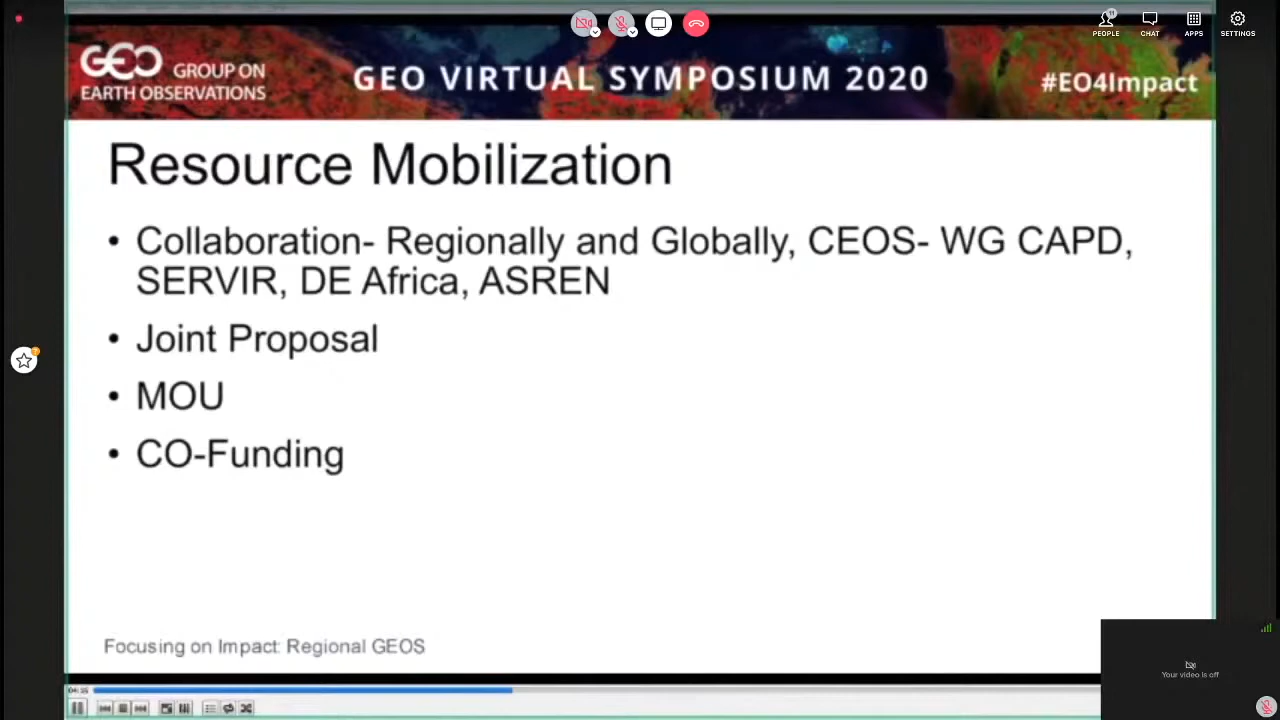 PEOPLE
11
CHAT
APPS
SETTINGS
GEO GROUP ON
EARTH OBSERVATIONS
GEO VIRTUAL SYMPOSIUM 2020
#EO4Impact
Resource Mobilization
• Collaboration- Regionally and Globally, CEOS- WG CAPD,
SERVIR, DE Africa, ASREN
• Joint Proposal
• MOU
• CO-Funding
Focusing on Impact: Regional GEOS
Your video is off